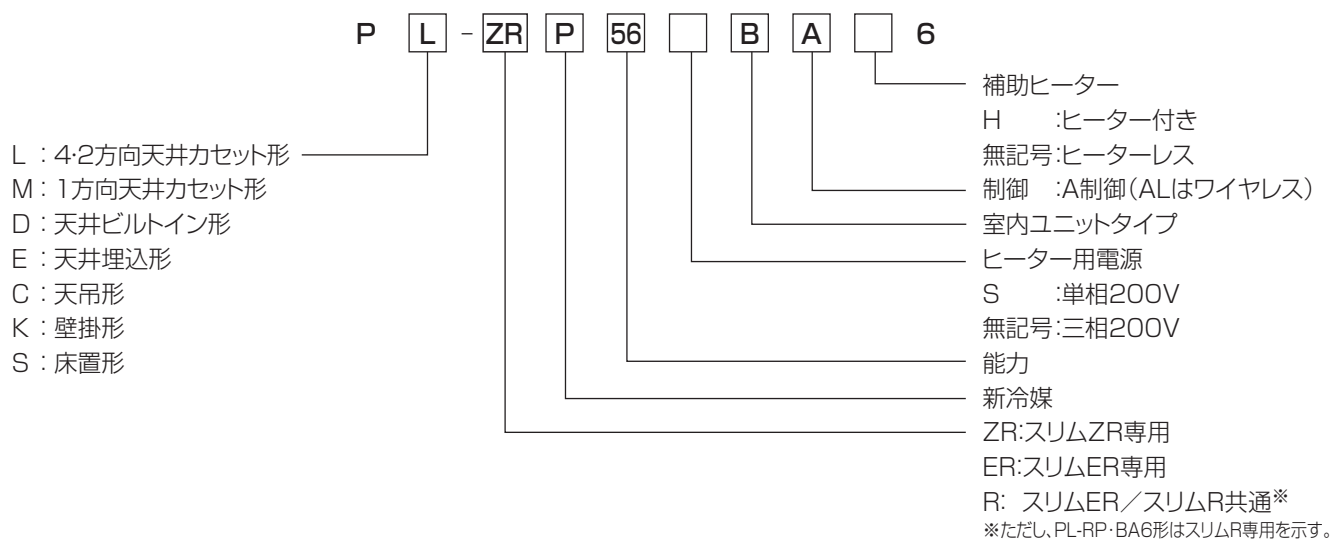 P L - ZR P 56 B A 6
L : 4・2方向天井カセット形
M : 1方向天井カセット形
D : 天井ビルトイン形
E : 天井埋込形
C : 天吊形
K : 壁掛形
S : 床置形
補助ヒーター
H :ヒーター付き
無記号:ヒーターレス
制御 :A制御(ALはワイヤレス)
室内ユニットタイプ
ヒーター用電源
S :単相200V
無記号:三相200V
能力
新冷媒
ZR:スリムZR専用
ER:スリムER専用
R: スリムER／スリムR共通※
※ただし、PL-RP・BA6形はスリムR専用を示す。